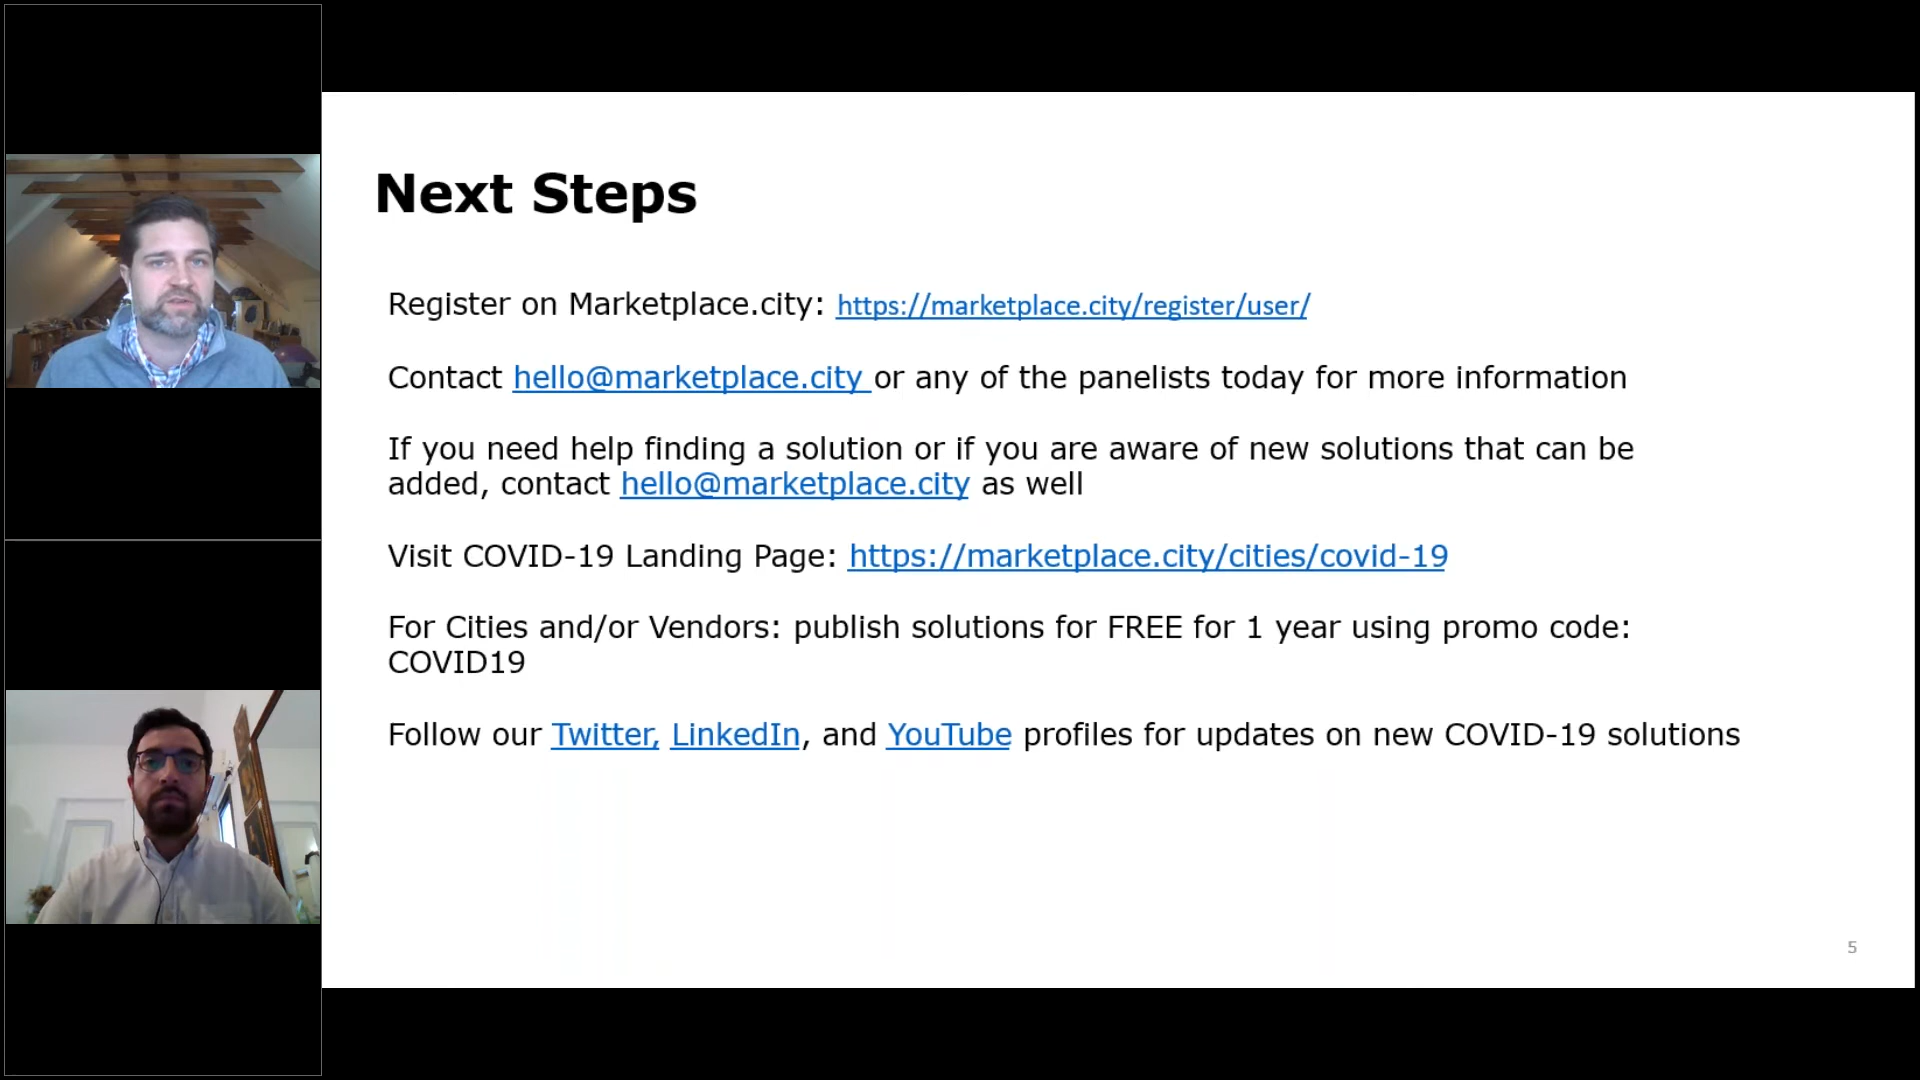 Next Steps
Register on Marketplace.city: https://marketplace.city/register/user/
Contact hello@marketplace.city or any of the panelists today for more information
If you need help finding a solution or if you are aware of new solutions that can be
added, contact hello@marketplace.city as well
Visit COVID-19 Landing Page: https://marketplace.city/cities/covid-19
For Cities and/or Vendors: publish solutions for FREE for 1 year using promo code:
COVID19
Follow our Twitter, LinkedIn, and YouTube profiles for updates on new COVID-19 solutions
5